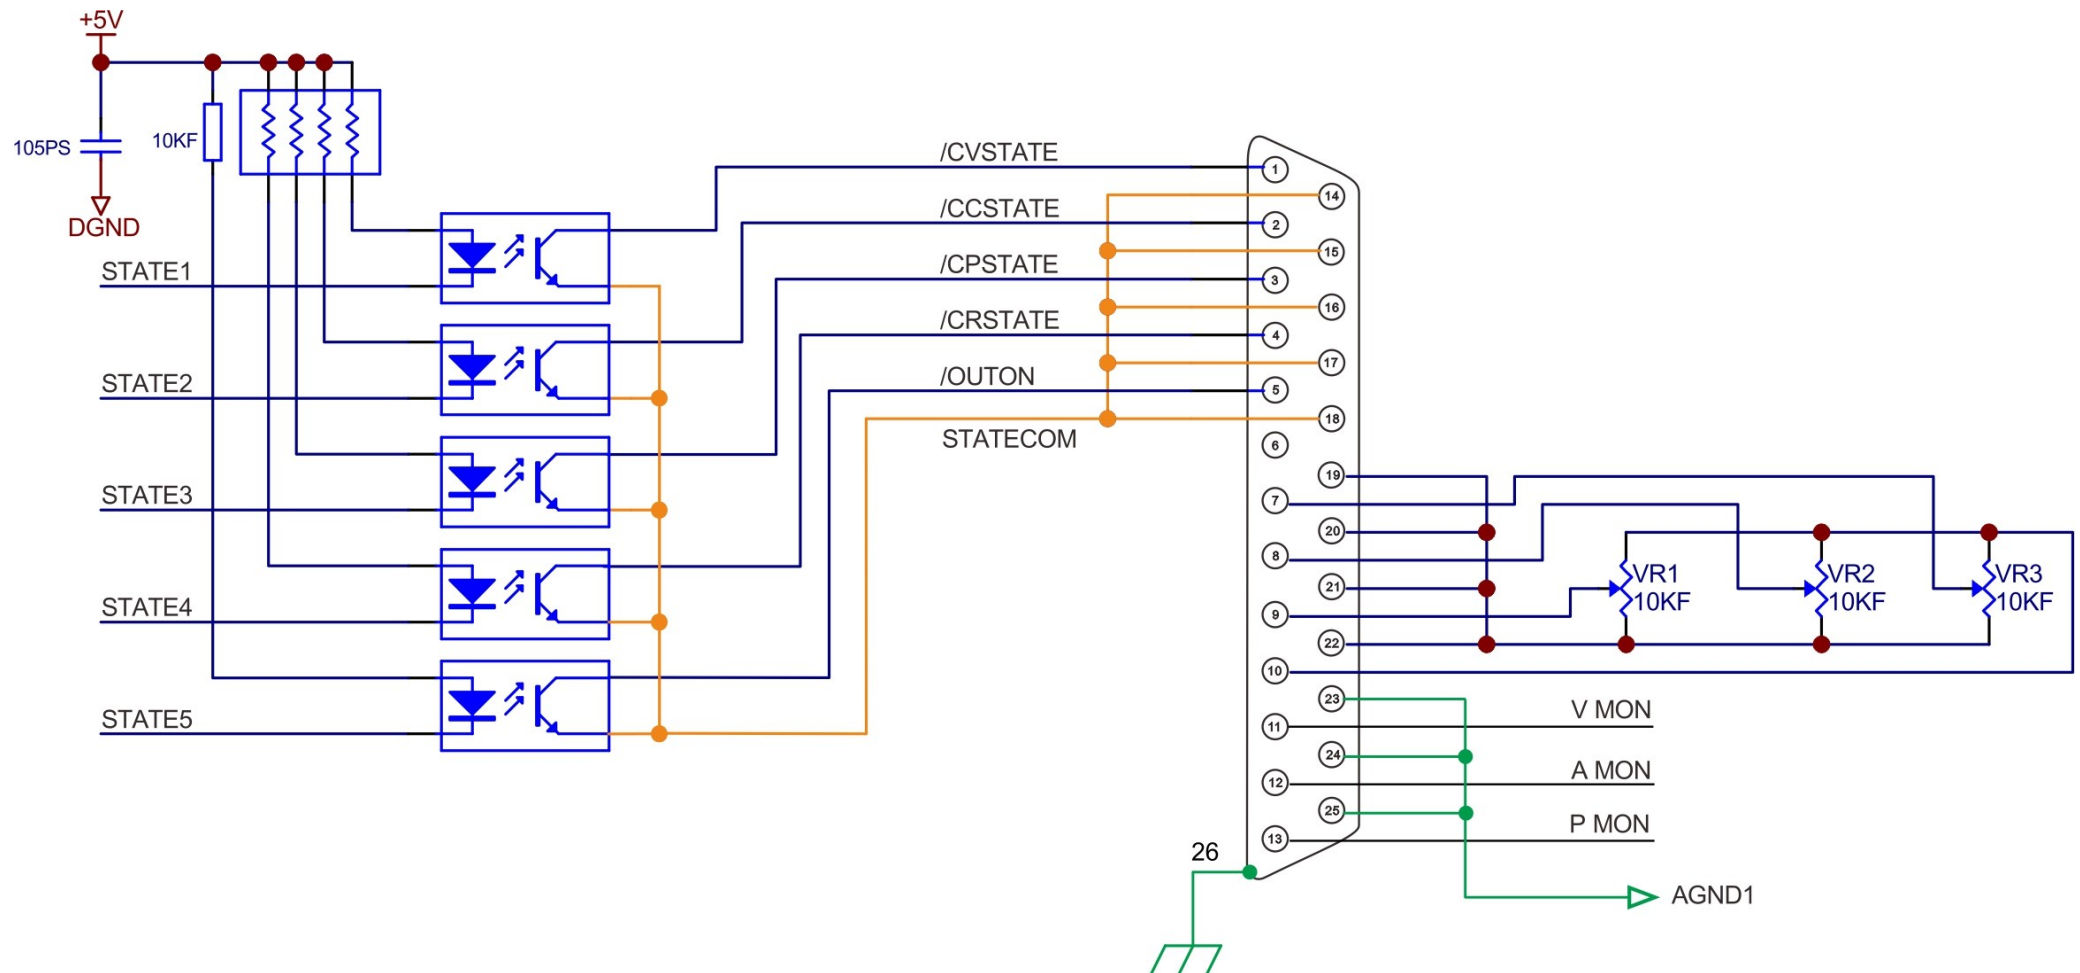 +5V
105PS
10KF
DGND
STATE1
STATE2
STATE3
STATE4
STATE5
/CVSTATE
/CCSTATE
/CPSTATE
/CRSTATE
/OUTON
STATECOM
1
14
2
15
3
16
4
17
5
18
6
19
7
20
8
21
9
22
10
23
11
24
12
25
13
26
VR1
10KF
VR2
10KF
VR3
10KF
V MON
A MON
P MON
AGND1